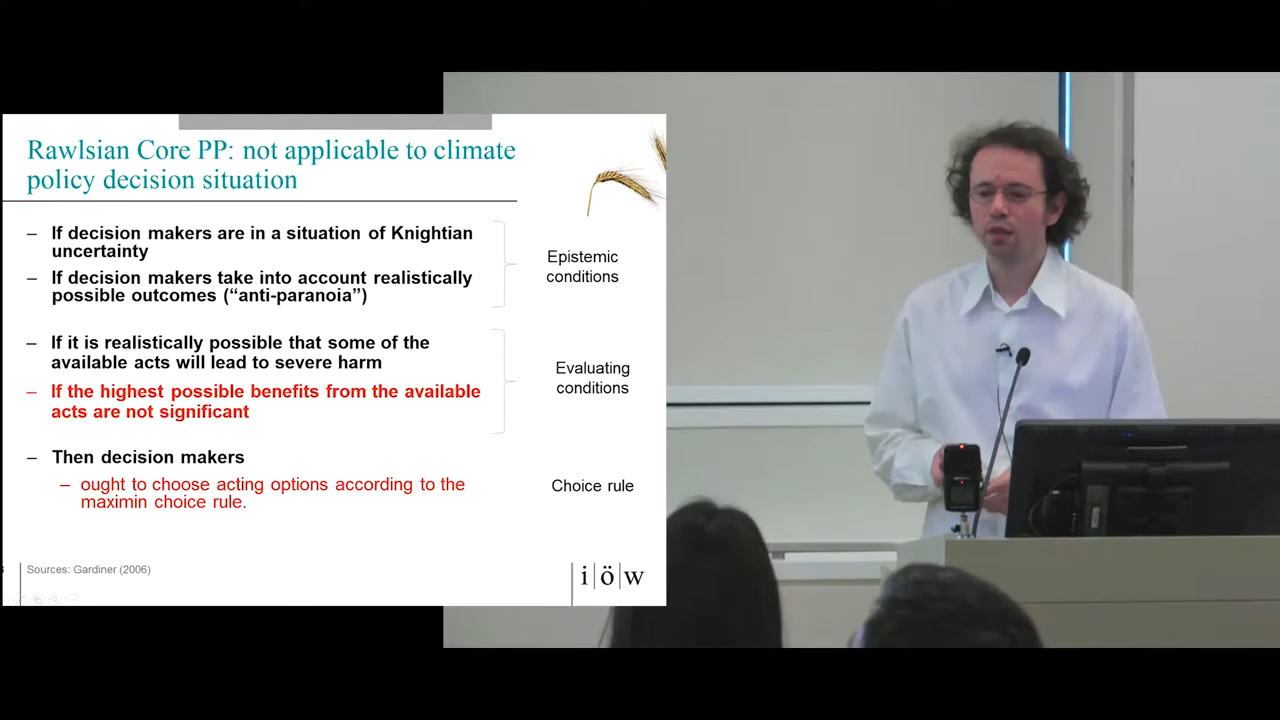 Rawlsian Core PP: not applicable to climate
policy decision situation
– If decision makers are in a situation of Knightian
uncertainty
– If decision makers take into account realistically
possible outcomes (“anti-paranoia”)
Epistemic
conditions
– If it is realistically possible that some of the
available acts will lead to severe harm
– If the highest possible benefits from the available
acts are not significant
Evaluating
conditions
– Then decision makers
– ought to choose acting options according to the
maximin choice rule.
Choice rule
Sources: Gardiner (2006)
i|ö|w